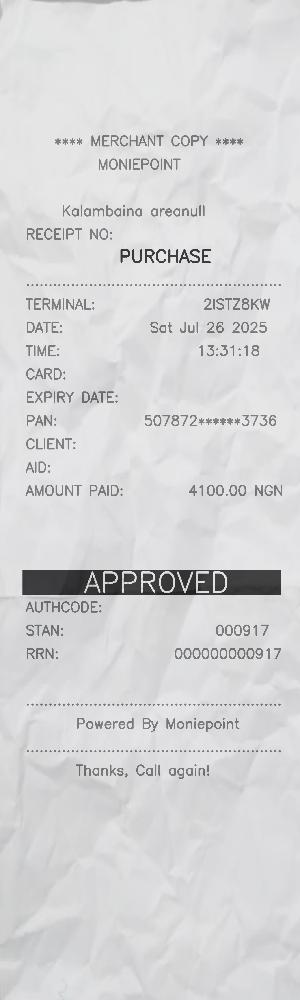 **** MERCHANT COPY ****
MONIEPOINT
Kalambaina areanull
RECEIPT NO:
PURCHASE
TERMINAL: 2ISTZ8KW
DATE: Sat Jul 26 2025
TIME: 13:31:18
CARD:
EXPIRY DATE:
PAN: 507872******3736
CLIENT:
AID:
AMOUNT PAID: 4100.00 NGN
APPROVED
AUTHCODE:
STAN: 000917
RRN: 000000000917
Powered By Moniepoint
Thanks, Call again!